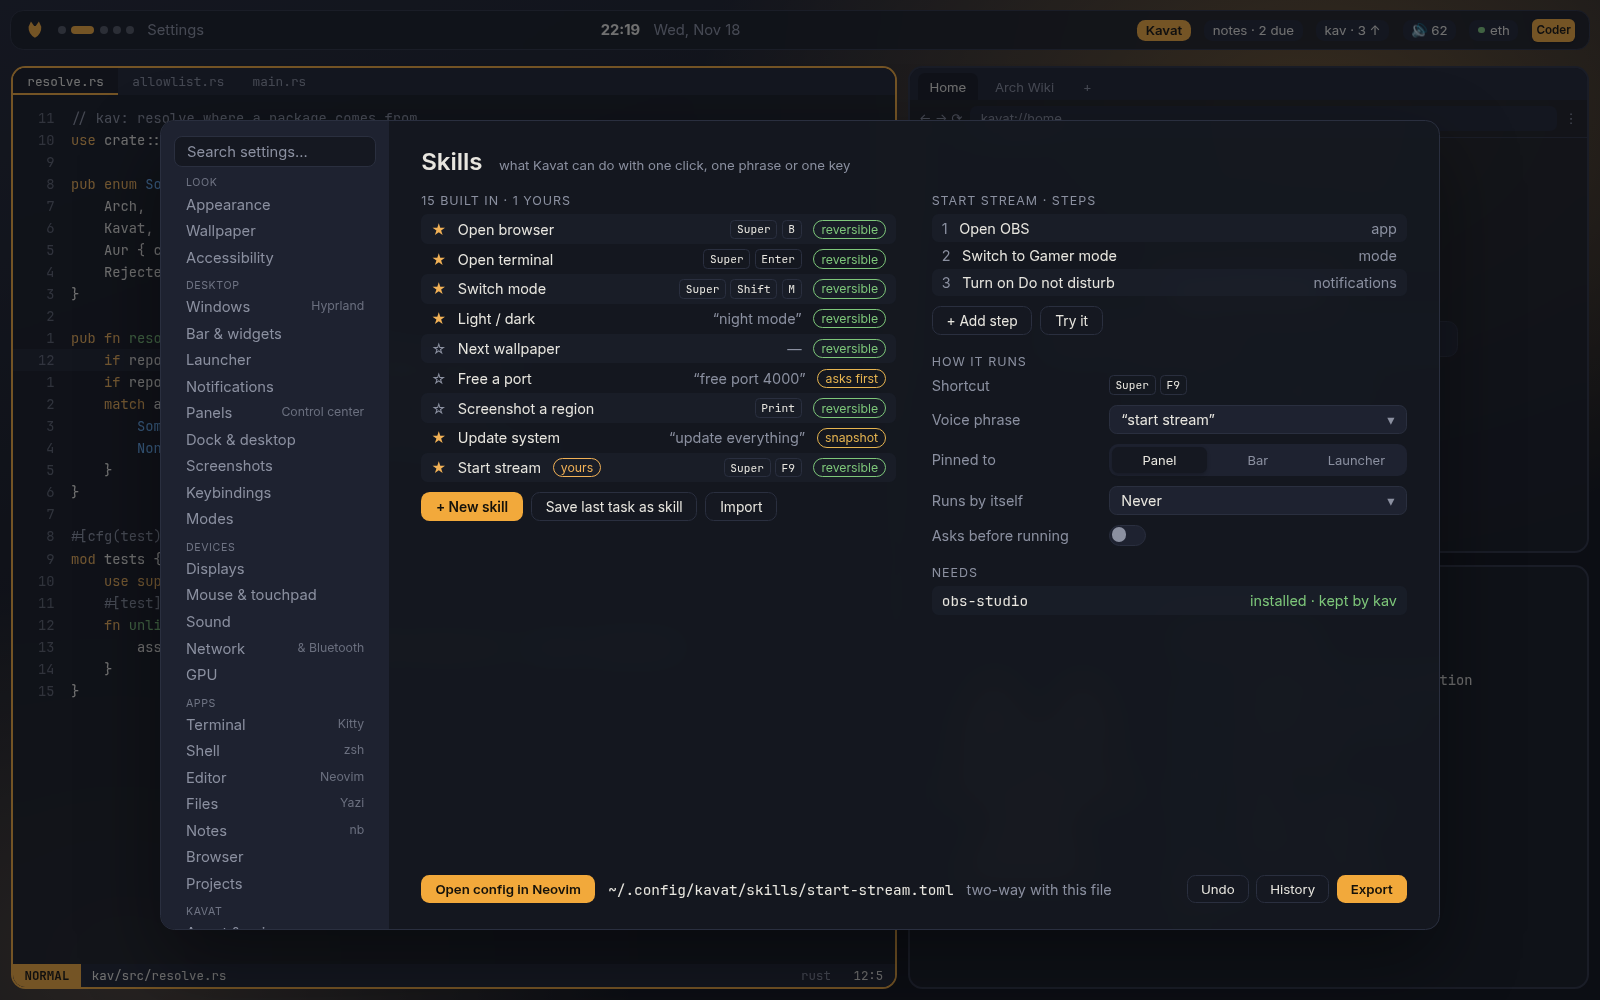 Settings
22:19 Wed, Nov 18
Kavat
notes · 2 due
kav · 3 ↑
🔊 62
eth
Coder
resolve.rs allowlist.rs main.rs
11 // kav: resolve where a package comes from
10 use crate::
9
8 pub enum So
7 Arch,
6 Kavat,
5 Aur { c
4 Rejecte
3 }
2
1 pub fn reso
12 if repo
1 if repo
2 match a
3 Som
4 Non
5 }
6 }
7
8 #[cfg(test)
9 mod tests {
10 use sup
11 #[test]
12 fn unli
13 ass
14 }
15 }
NORMAL kav/src/resolve.rs rust 12:5
Home Arch Wiki +
← → ⟳ kavat://home ⋮
tion
Search settings...
LOOK
Appearance
Wallpaper
Accessibility
DESKTOP
Windows Hyprland
Bar & widgets
Launcher
Notifications
Panels Control center
Dock & desktop
Screenshots
Keybindings
Modes
DEVICES
Displays
Mouse & touchpad
Sound
Network & Bluetooth
GPU
APPS
Terminal Kitty
Shell zsh
Editor Neovim
Files Yazi
Notes nb
Browser
Projects
KAVAT
Skills what Kavat can do with one click, one phrase or one key
15 BUILT IN · 1 YOURS
★ Open browser Super B reversible
★ Open terminal Super Enter reversible
★ Switch mode Super Shift M reversible
★ Light / dark “night mode” reversible
☆ Next wallpaper — reversible
☆ Free a port “free port 4000” asks first
☆ Screenshot a region Print reversible
★ Update system “update everything” snapshot
★ Start stream yours Super F9 reversible
+ New skill Save last task as skill Import
START STREAM · STEPS
1 Open OBS app
2 Switch to Gamer mode mode
3 Turn on Do not disturb notifications
+ Add step Try it
HOW IT RUNS
Shortcut Super F9
Voice phrase “start stream” ▾
Pinned to Panel Bar Launcher
Runs by itself Never ▾
Asks before running
NEEDS
obs-studio installed · kept by kav
Open config in Neovim ~/.config/kavat/skills/start-stream.toml two-way with this file Undo History Export